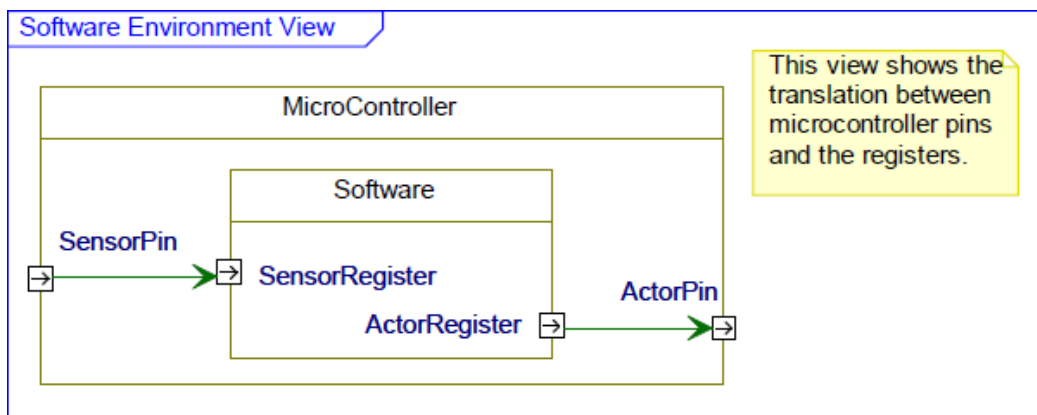 Software Environment View
This view shows the
translation between
microcontroller pins
and the registers.
MicroController
Software
SensorPin
SensorRegister
ActorPin
ActorRegister